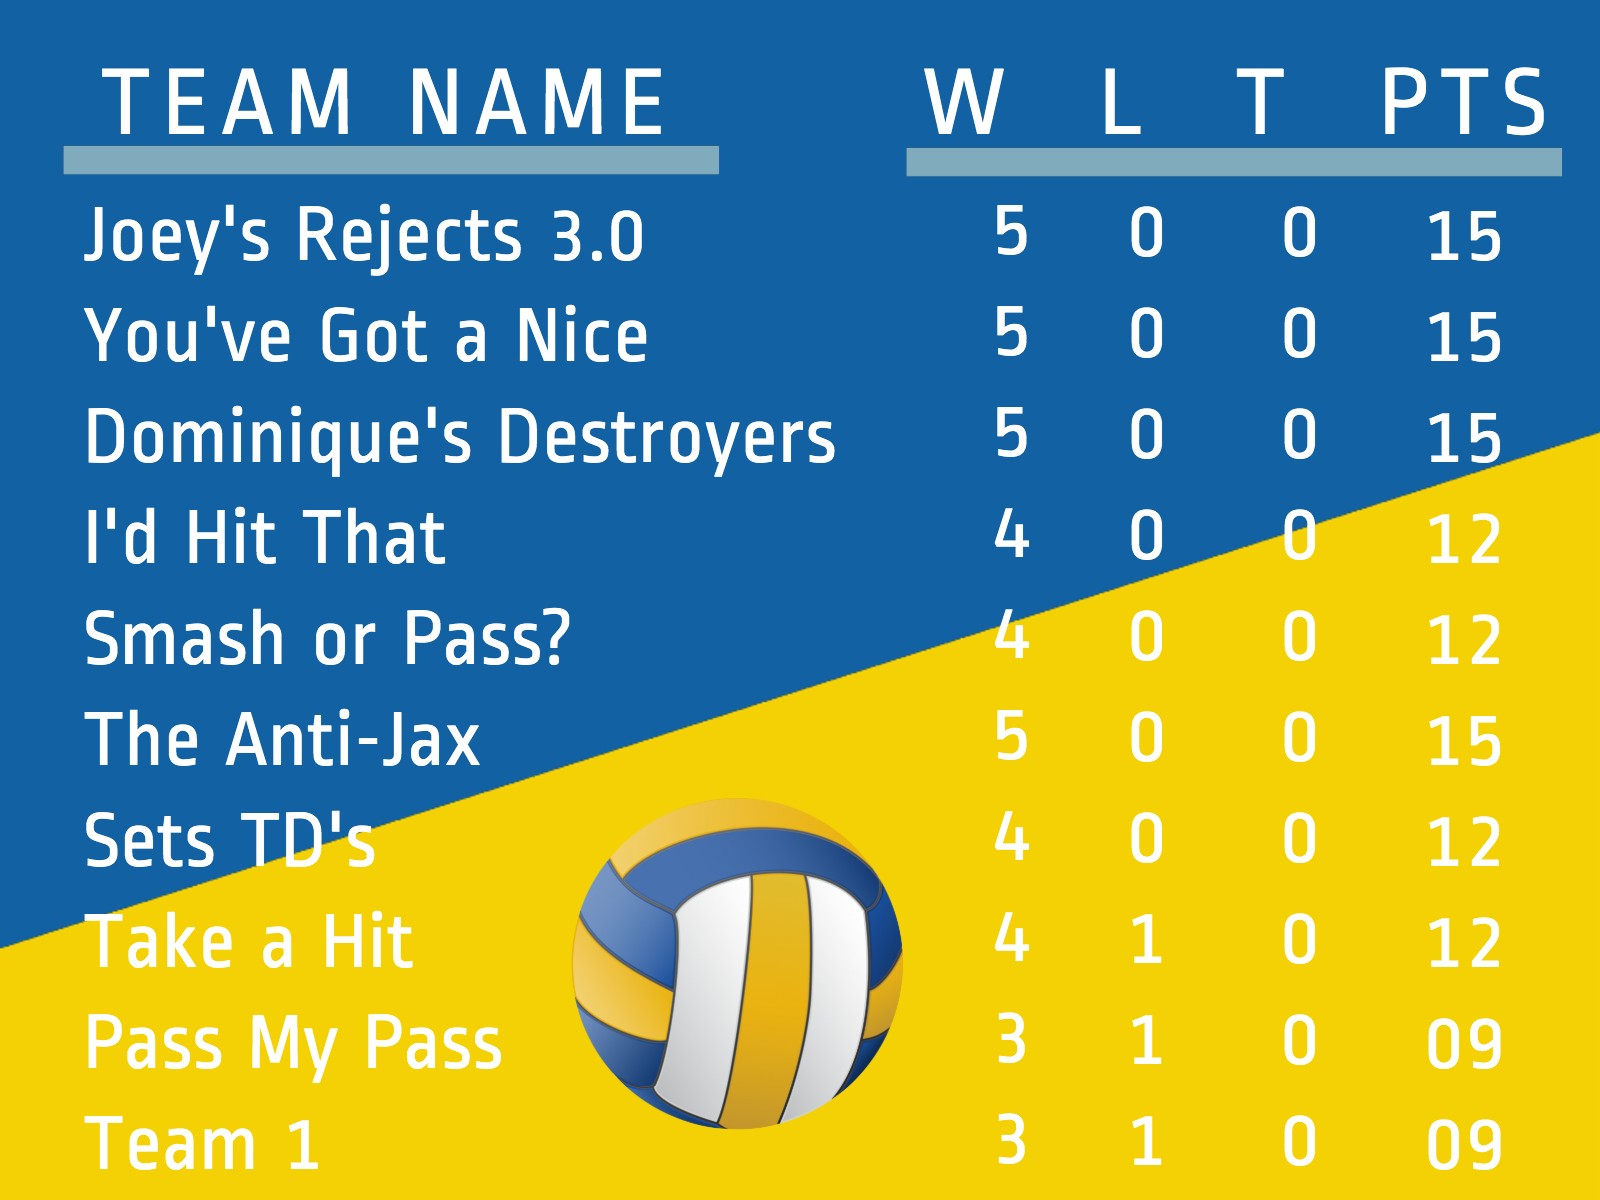 TEAM NAME W L T PTS
Joey's Rejects 3.0 5 0 0 15
You've Got a Nice 5 0 0 15
Dominique's Destroyers 5 0 0 15
I'd Hit That 4 0 0 12
Smash or Pass? 4 0 0 12
The Anti-Jax 5 0 0 15
Sets TD's 4 0 0 12
Take a Hit 4 1 0 12
Pass My Pass 3 1 0 09
Team 1 3 1 0 09